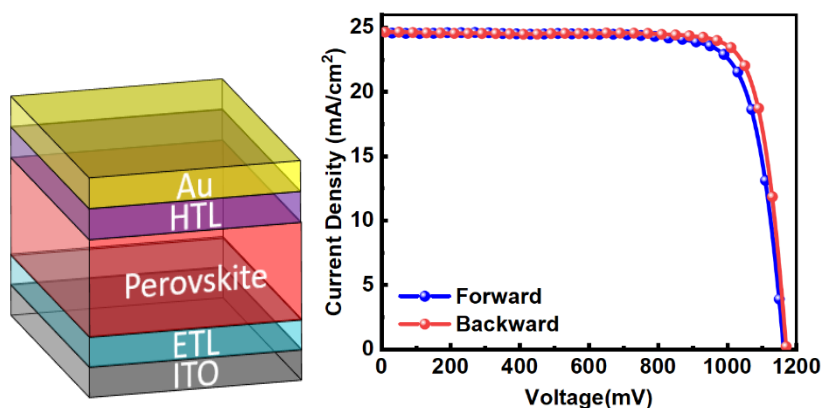 Au
HTL
Perovskite
ETL
ITO
Current Density (mA/cm²)
25
20
15
10
5
0
Forward
Backward
0 200 400 600 800 1000 1200
Voltage(mV)